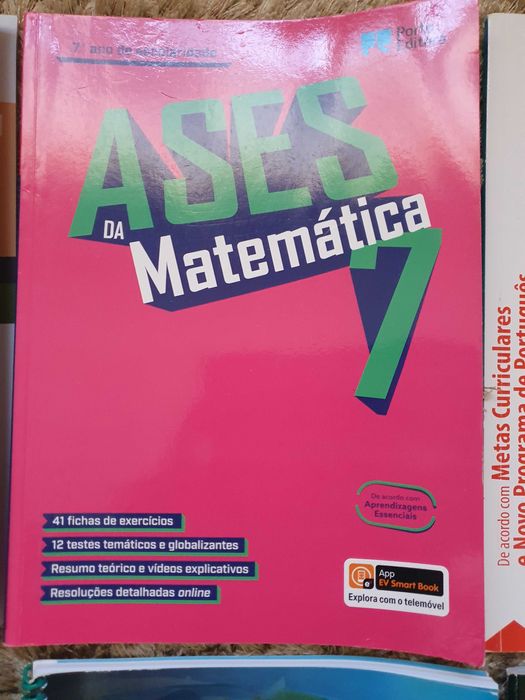 7.º ano de escolaridade
Porto
Editora
ASES
DA
Matemática
7
De acordo com
Aprendizagens
Essenciais
41 fichas de exercícios
12 testes temáticos e globalizantes
Resumo teórico e vídeos explicativos
Resoluções detalhadas online
e
App
EV Smart Book
Explora com o telemóvel
De acordo com Metas Curriculares
e Novo Programa de Português